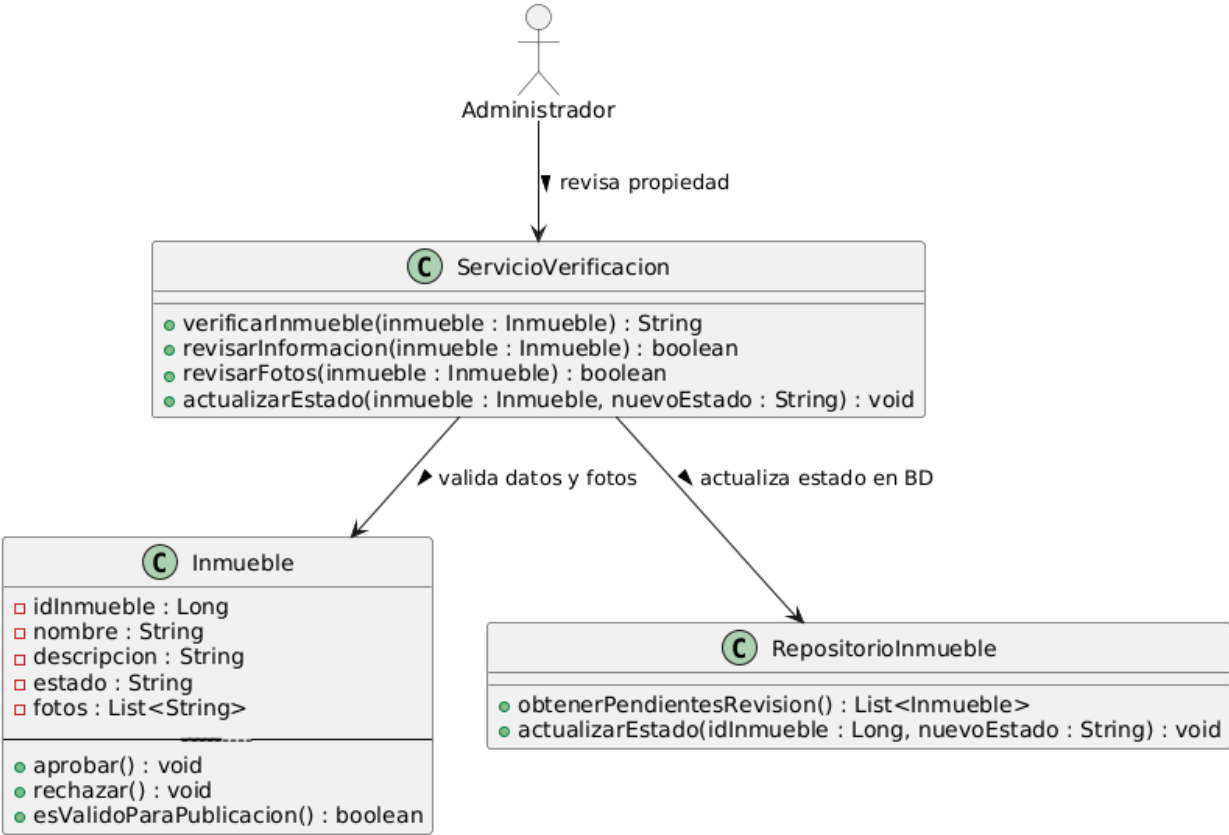 Administrador
revisa propiedad
C ServicioVerificacion
verificarInmueble(inmueble : Inmueble) : String
revisarInformacion(inmueble : Inmueble) : boolean
revisarFotos(inmueble : Inmueble) : boolean
actualizarEstado(inmueble : Inmueble, nuevoEstado : String) : void
valida datos y fotos
actualiza estado en BD
C Inmueble
idInmueble : Long
nombre : String
descripcion : String
estado : String
fotos : List<String>
aprobar() : void
rechazar() : void
esValidoParaPublicacion() : boolean
C RepositorioInmueble
obtenerPendientesRevision() : List<Inmueble>
actualizarEstado(idInmueble : Long, nuevoEstado : String) : void